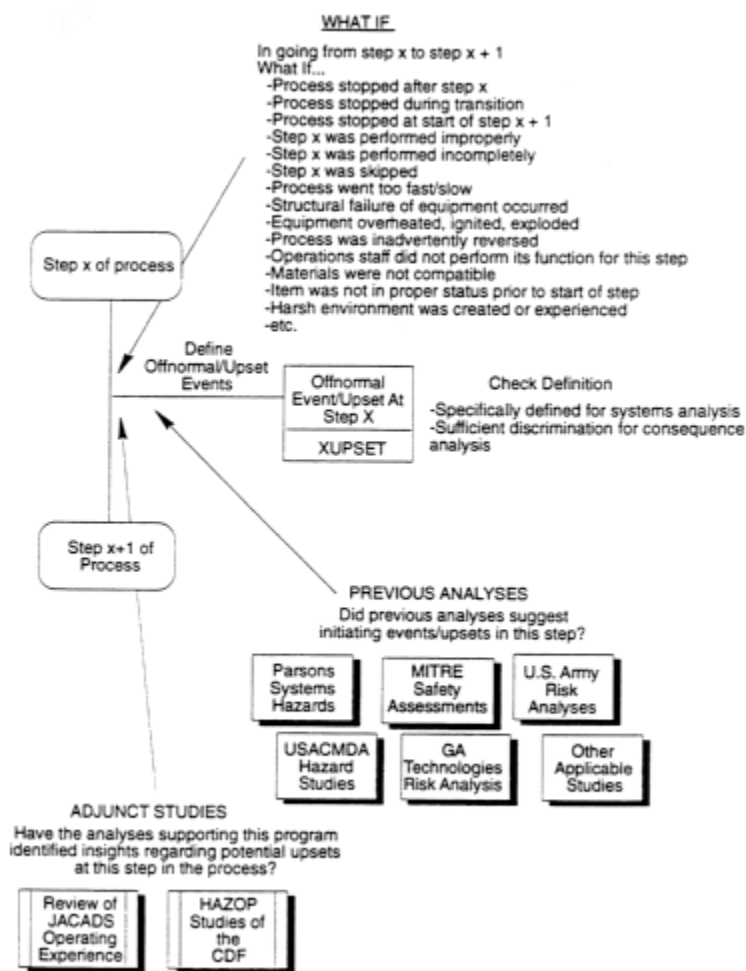 WHAT IF
In going from step x to step x + 1
What If...
-Process stopped after step x
-Process stopped during transition
-Process stopped at start of step x + 1
-Step x was performed improperly
-Step x was performed incompletely
-Step x was skipped
-Process went too fast/slow
-Structural failure of equipment occurred
-Equipment overheated, ignited, exploded
-Process was inadvertently reversed
-Operations staff did not perform its function for this step
-Materials were not compatible
-Item was not in proper status prior to start of step
-Harsh environment was created or experienced
-etc.
Step x of process
Define
Offnormal/Upset
Events
Offnormal
Event/Upset At
Step X
XUPSET
Check Definition
-Specifically defined for systems analysis
-Sufficient discrimination for consequence
analysis
Step x+1 of
Process
PREVIOUS ANALYSES
Did previous analyses suggest
initiating events/upsets in this step?
Parsons
Systems
Hazards
MITRE
Safety
Assessments
U.S. Army
Risk
Analyses
USACMDA
Hazard
Studies
GA
Technologies
Risk Analysis
Other
Applicable
Studies
ADJUNCT STUDIES
Have the analyses supporting this program
identified insights regarding potential upsets
at this step in the process?
Review of
JACADS
Operating
Experience
HAZOP
Studies of
the
CDF